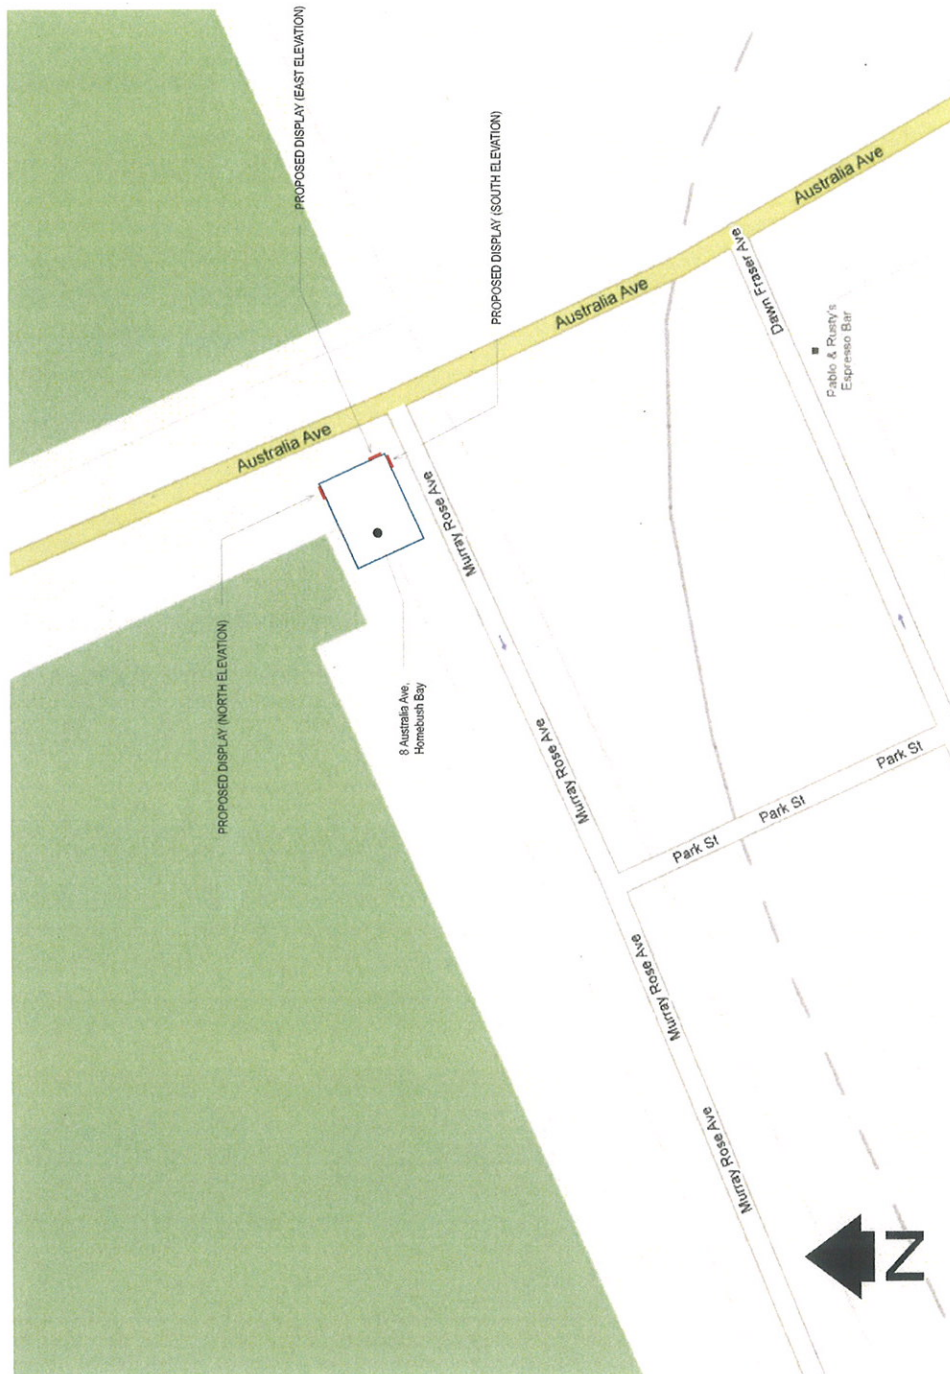 PROPOSED DISPLAY (EAST ELEVATION)
PROPOSED DISPLAY (SOUTH ELEVATION)
Australia Ave
Australia Ave
Australia Ave
Dawn Fraser Ave
Pablo & Rusty's
Espresso Bar
PROPOSED DISPLAY (NORTH ELEVATION)
8 Australia Ave,
Homebush Bay
Murray Rose Ave
Murray Rose Ave
Murray Rose Ave
Murray Rose Ave
Park St
Park St
Park St
N